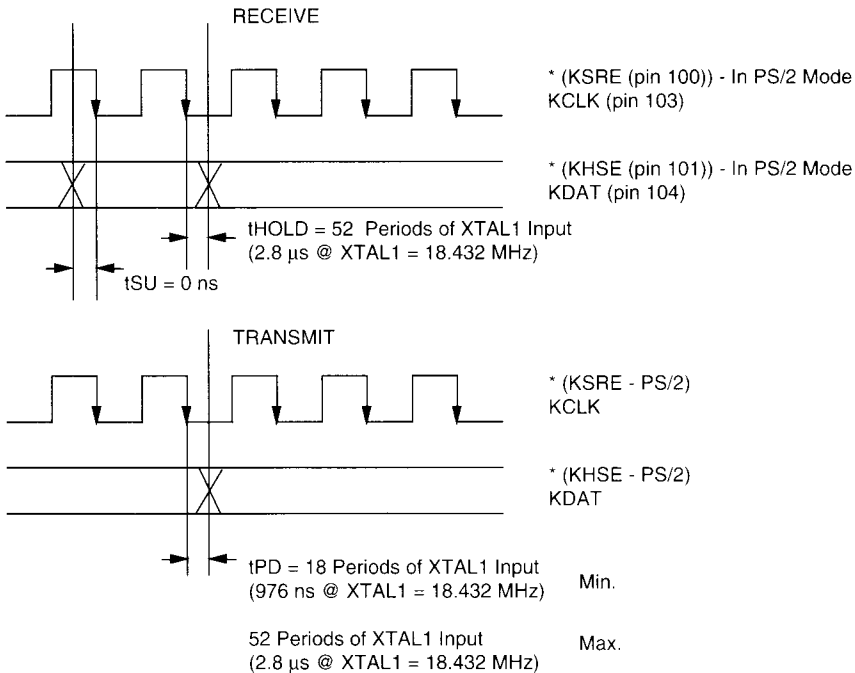 RECEIVE
* (KSRE (pin 100)) - In PS/2 Mode
KCLK (pin 103)
* (KHSE (pin 101)) - In PS/2 Mode
KDAT (pin 104)
tHOLD = 52 Periods of XTAL1 Input
(2.8 µs @ XTAL1 = 18.432 MHz)
tSU = 0 ns
TRANSMIT
* (KSRE - PS/2)
KCLK
* (KHSE - PS/2)
KDAT
tPD = 18 Periods of XTAL1 Input
(976 ns @ XTAL1 = 18.432 MHz) Min.
52 Periods of XTAL1 Input Max.
(2.8 µs @ XTAL1 = 18.432 MHz)